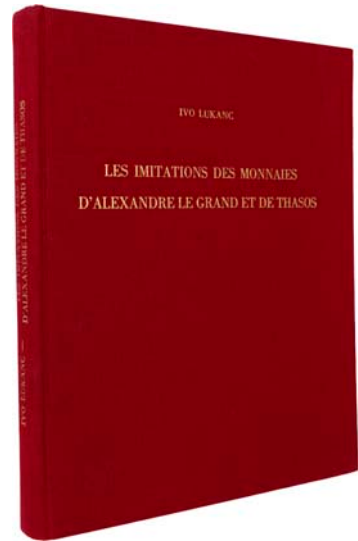 IVO LUKANC
LES IMITATIONS DES MONNAIES
D'ALEXANDRE LE GRAND ET DE THASOS
IVO LUKANC —
D'ALEXANDRE LE GRAND ET DE THASOS